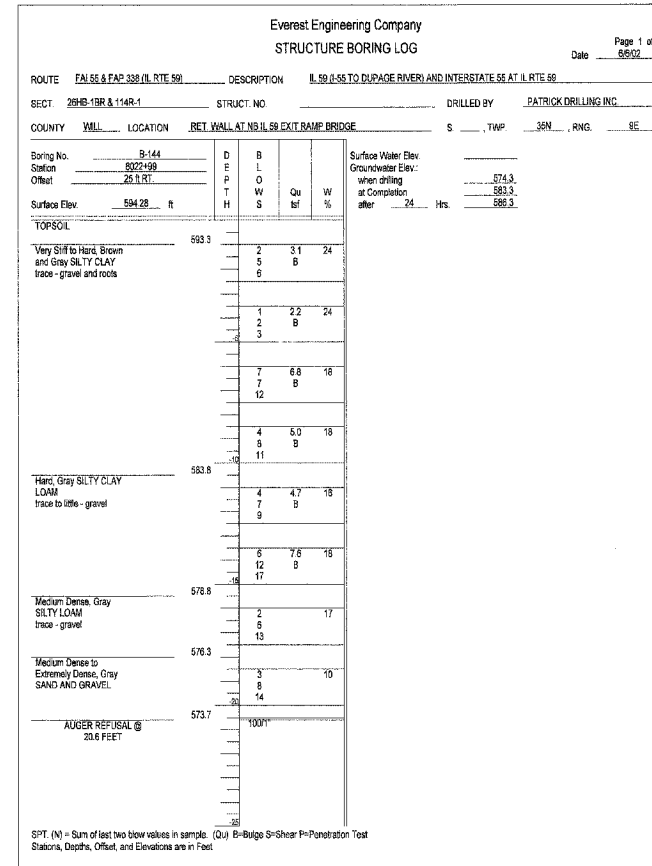 Everest Engineering Company
STRUCTURE BORING LOG
Page 1 of
Date 6/6/02
ROUTE FAI 55 & FAP 338 (IL RTE 59) DESCRIPTION IL 59 (I-55 TO DUPAGE RIVER) AND INTERSTATE 55 AT IL RTE 59
SECT. 26HB-1BR & 114R-1 STRUCT. NO. DRILLED BY PATRICK DRILLING INC
COUNTY WILL LOCATION RET. WALL AT NB IL 59 EXIT RAMP BRIDGE S. , TWP. 35N , RNG. 9E
Boring No. B-144
Station 6022+99
Offset 25 ft RT.
Surface Elev. 594.28 ft
DEPTH
BLOWS
Qu tsf
W %
Surface Water Elev.
Groundwater Elev.:
when drilling 574.3
at Completion 583.3
after 24 Hrs. 586.3
TOPSOIL
593.3
Very Stiff to Hard, Brown 2 3.1 24
and Gray SILTY CLAY 5 B
trace - gravel and roots 6
1 2.2 24
2 B
-5 3
7 6.8 18
7 B
12
4 5.0 18
8 B
-10 11
583.8
Hard, Gray SILTY CLAY
LOAM 4 4.7 16
trace to little - gravel 7 B
9
6 7.6 18
12 B
-15 17
578.8
Medium Dense, Gray
SILTY LOAM 2 17
trace - gravel 6
13
576.3
Medium Dense to
Extremely Dense, Gray 3 10
SAND AND GRAVEL 8
-20 14
573.7
AUGER REFUSAL @ 100/1"
20.6 FEET
-25
SPT. (N) = Sum of last two blow values in sample. (Qu) B=Bulge S=Shear P=Penetration Test
Stations, Depths, Offset, and Elevations are in Feet